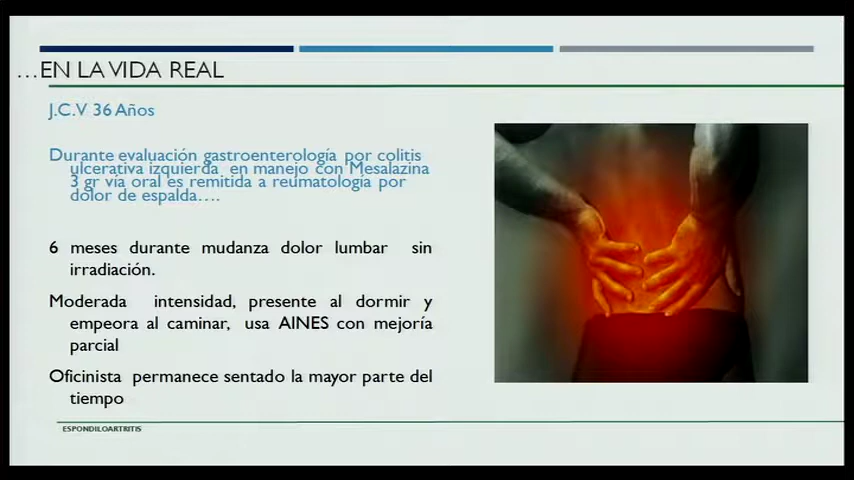 ...EN LA VIDA REAL
J.C.V 36 Años
Durante evaluación gastroenterología por colitis
ulcerativa izquierda en manejo con Mesalazina
3 gr vía oral es remitida a reumatología por
dolor de espalda....
6 meses durante mudanza dolor lumbar sin
irradiación.
Moderada intensidad, presente al dormir y
empeora al caminar, usa AINES con mejoría
parcial
Oficinista permanece sentado la mayor parte del
tiempo
ESPONDILOARTRITIS